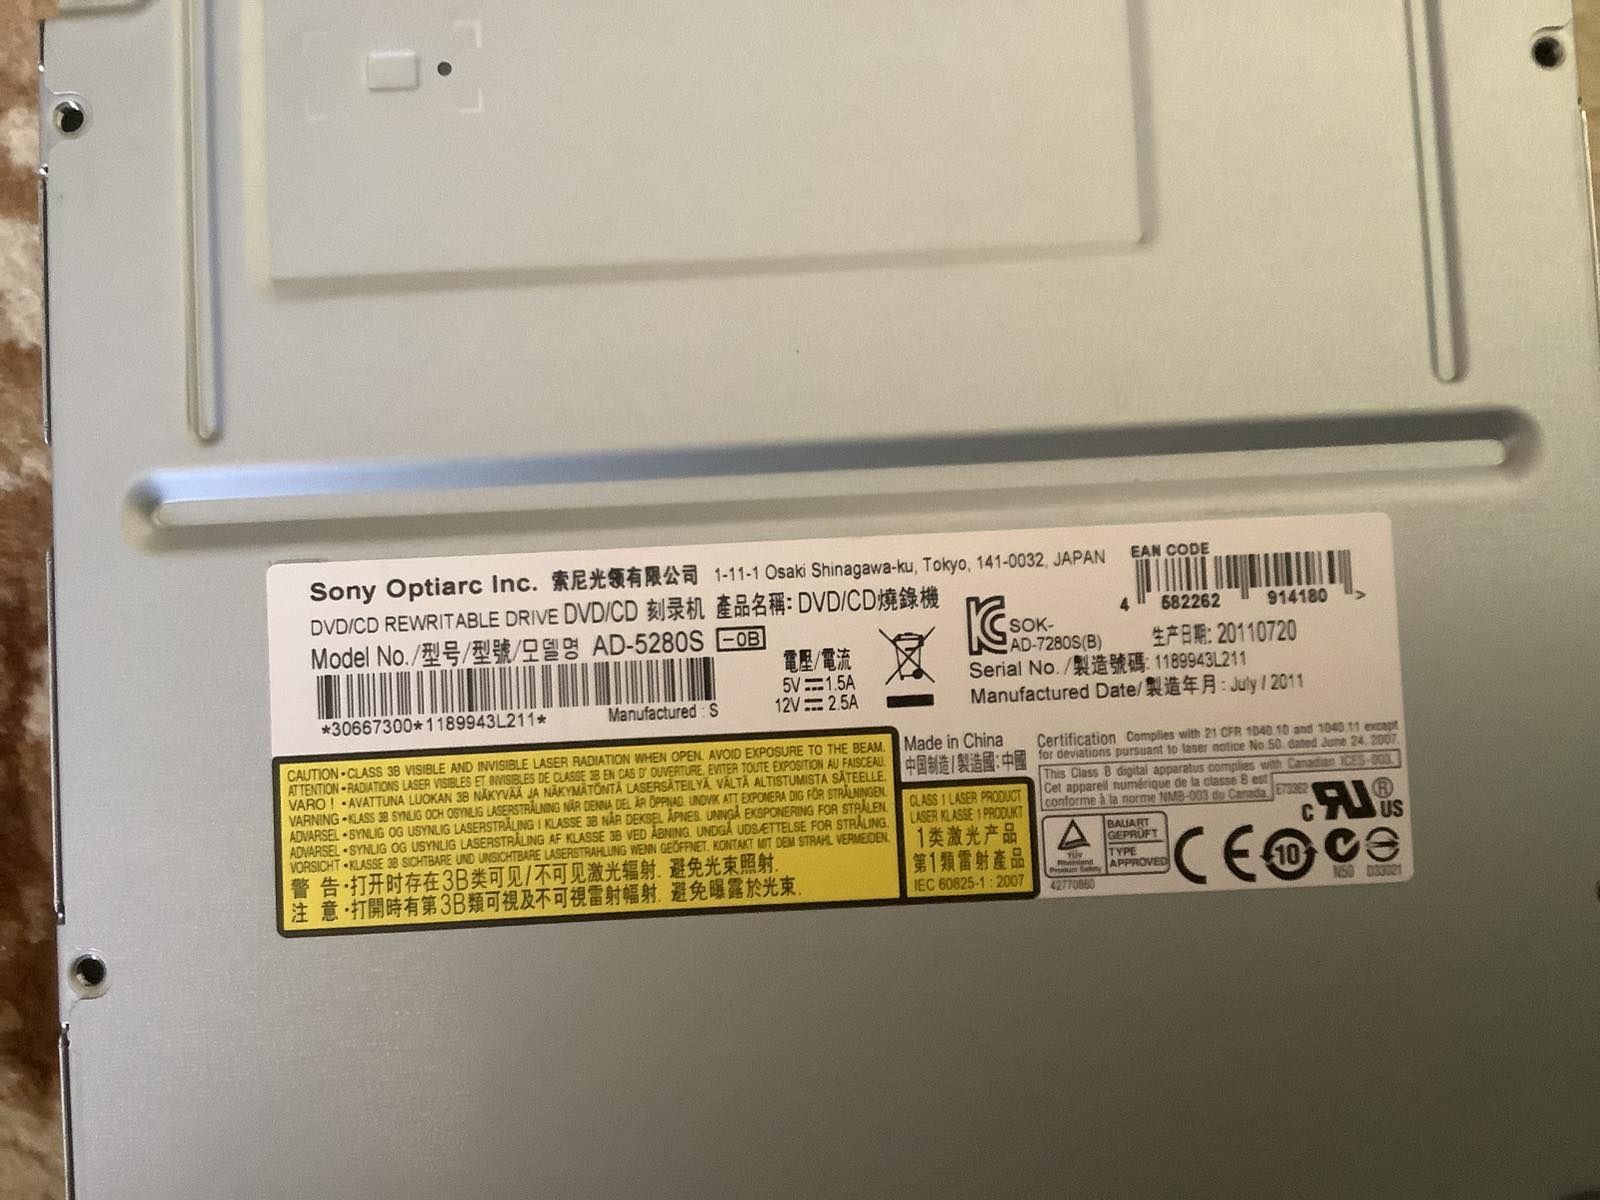 Sony Optiarc Inc. 索尼光领有限公司 1-11-1 Osaki Shinagawa-ku, Tokyo, 141-0032, JAPAN
DVD/CD REWRITABLE DRIVE DVD/CD 刻录机 產品名稱: DVD/CD燒錄機
Model No./型号/型號/모델명 AD-5280S -0B
*30667300*1189943L211*
Manufactured : S
電壓/電流
5V 1.5A
12V 2.5A
EAN CODE
4 582262 914180 >
SOK-
AD-7280S(B)
生产日期: 20110720
Serial No./製造號碼: 1189943L211
Manufactured Date/製造年月: July / 2011
CAUTION • CLASS 3B VISIBLE AND INVISIBLE LASER RADIATION WHEN OPEN. AVOID EXPOSURE TO THE BEAM.
ATTENTION • RADIATIONS LASER VISIBLES ET INVISIBLES DE CLASSE 3B EN CAS D' OUVERTURE. EVITER TOUTE EXPOSITION AU FAISCEAU.
VARO ! • AVATTUNA LUOKAN 3B NÄKYVÄÄ JA NÄKYMÄTÖNTÄ LASERSÄTEILYÄ. VÄLTÄ ALTISTUMISTA SÄTEELLE.
VARNING • KLASS 3B SYNLIG OCH OSYNLIG LASERSTRÅLNING NÄR DENNA DEL ÄR ÖPPNAD. UNDVIK ATT EXPONERA DIG FÖR STRÅLNINGEN.
ADVARSEL • SYNLIG OG USYNLIG LASERSTRÅLING I KLASSE 3B NÅR DEKSEL ÅPNES. UNNGÅ EKSPONERING FOR STRÅLEN.
ADVARSEL • SYNLIG OG USYNLIG LASERSTRÅLING AF KLASSE 3B VED ÅBNING. UNDGÅ UDSÆTTELSE FOR STRÅLING.
VORSICHT • KLASSE 3B SICHTBARE UND UNSICHTBARE LASERSTRAHLUNG WENN GEÖFFNET. KONTAKT MIT DEM STRAHL VERMEIDEN.
警 告 • 打开时存在3B类可见/不可见激光辐射. 避免光束照射.
注 意 • 打開時有第3B類可視及不可視雷射幅射. 避免曝露於光束.
Made in China
中国制造/製造國: 中國
CLASS 1 LASER PRODUCT
LASER KLASSE 1 PRODUKT
1类激光产品
第1類雷射產品
IEC 60825-1 : 2007
Certification Complies with 21 CFR 1040.10 and 1040.11 except
for deviations pursuant to laser notice No.50, dated June 24, 2007.
This Class B digital apparatus complies with Canadian ICES-003.
Cet appareil numérique de la classe B est
conforme à la norme NMB-003 du Canada.
E73362
C US
TÜV
Rheinland
Product Safety
BAUART
GEPRÜFT
TYPE
APPROVED
42770860
CE
10
N50
D33021